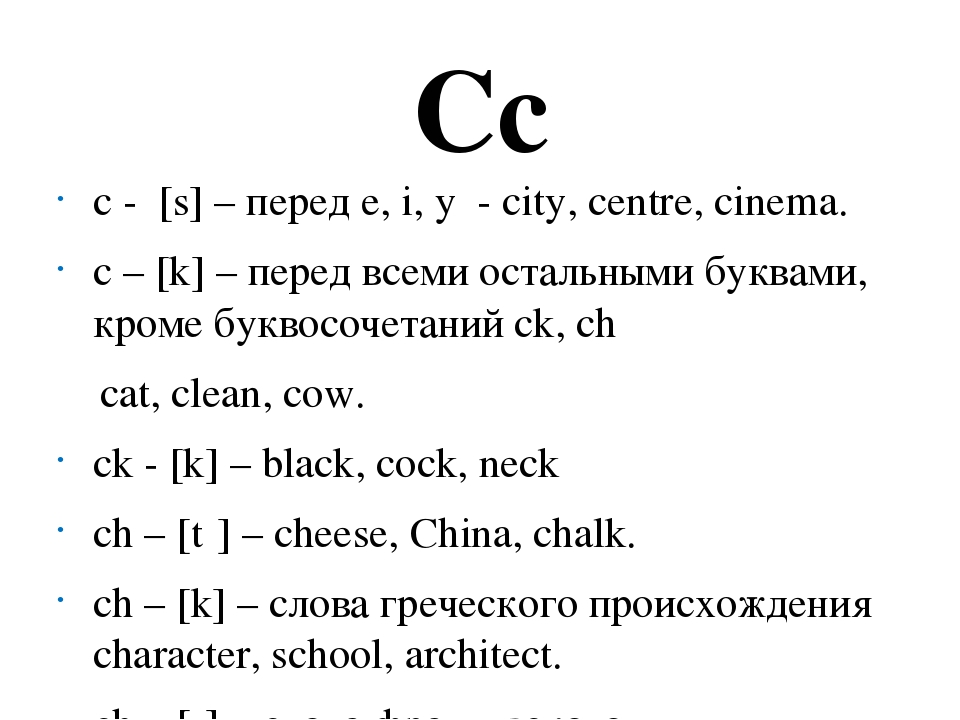 Cc
c - [s] – перед e, i, y - city, centre, cinema.
c – [k] – перед всеми остальными буквами,
кроме буквосочетаний ck, ch
cat, clean, cow.
ck - [k] – black, cock, neck
ch – [t ] – cheese, China, chalk.
ch – [k] – слова греческого происхождения
character, school, architect.